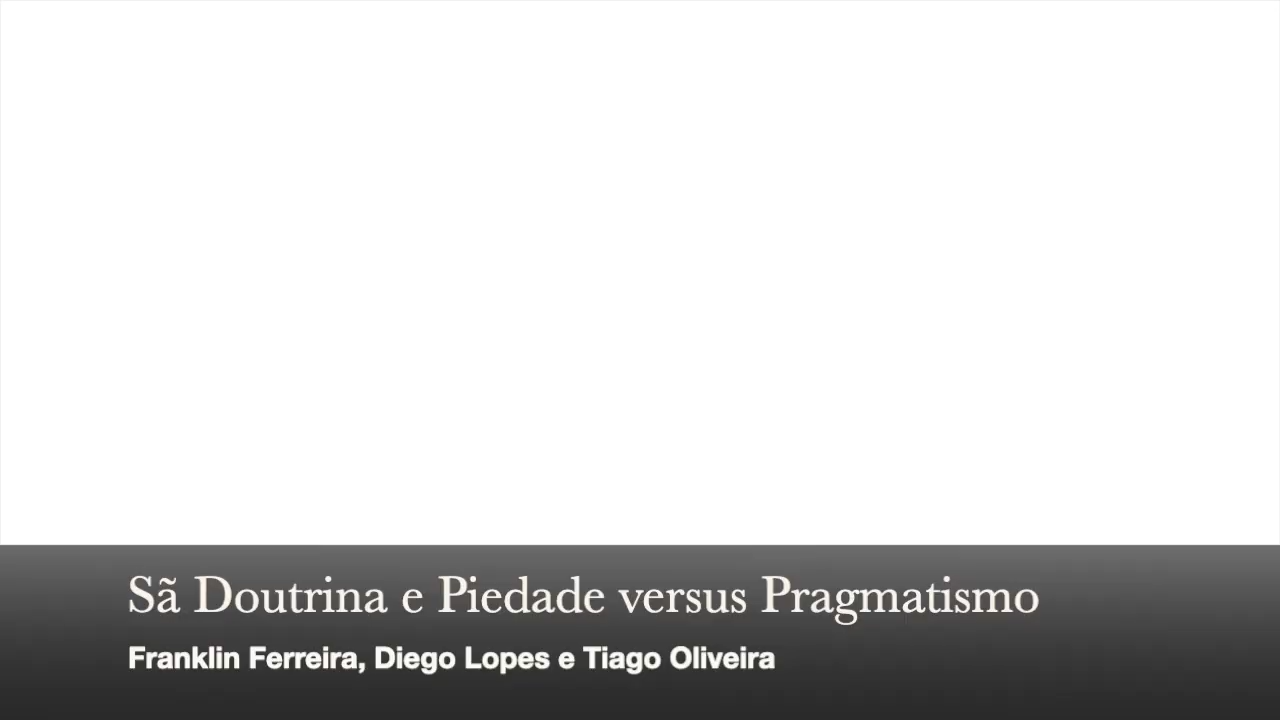 Sã Doutrina e Piedade versus Pragmatismo
Franklin Ferreira, Diego Lopes e Tiago Oliveira